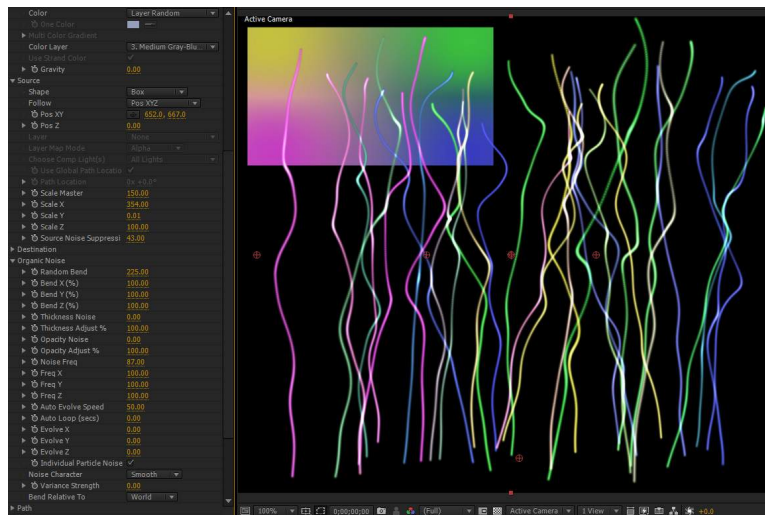 Color Layer Random
One Color
Multi Color Gradient
Color Layer 3. Medium Gray-Blu...
Use Strand Color
Gravity 0.00
Source
Shape Box
Follow Pos XYZ
Pos XY 652.0, 667.0
Pos Z 0.00
Layer None
Layer Map Mode Alpha
Choose Comp Light(s) All Lights
Use Global Path Locatio
Path Location 0x +0.0°
Scale Master 150.00
Scale X 354.00
Scale Y 0.01
Scale Z 100.00
Source Noise Suppressi 43.00
Destination
Organic Noise
Random Bend 225.00
Bend X (%) 100.00
Bend Y (%) 100.00
Bend Z (%) 100.00
Thickness Noise 0.00
Thickness Adjust % 100.00
Opacity Noise 0.00
Opacity Adjust % 100.00
Noise Freq 87.00
Freq X 100.00
Freq Y 100.00
Freq Z 100.00
Auto Evolve Speed 50.00
Auto Loop (secs) 0.00
Evolve X 0.00
Evolve Y 0.00
Evolve Z 0.00
Individual Particle Noise
Noise Character Smooth
Variance Strength 0.00
Bend Relative To World
Path
Active Camera
100% 0;00;00;00 (Full) Active Camera 1 View +0.0